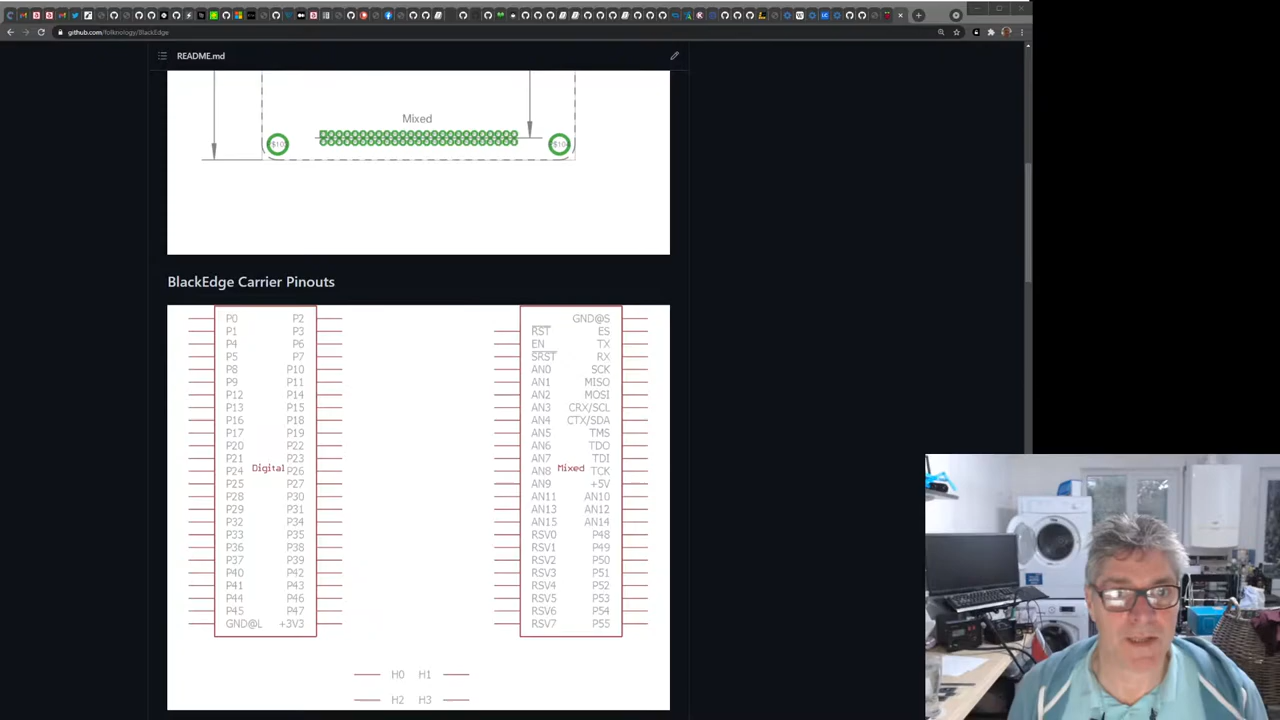 github.com/folknology/BlackEdge
README.md
Mixed
BlackEdge Carrier Pinouts
P0 P2
P1 P3
P4 P6
P5 P7
P8 P10
P9 P11
P12 P14
P13 P15
P16 P18
P17 P19
P20 P22
P21 P23
P24 Digital P26
P25 P27
P28 P30
P29 P31
P32 P34
P33 P35
P36 P38
P37 P39
P40 P42
P41 P43
P44 P46
P45 P47
GND@L +3V3
GND@S
RST ES
EN TX
SRST RX
AN0 SCK
AN1 MISO
AN2 MOSI
AN3 CRX/SCL
AN4 CTX/SDA
AN5 TMS
AN6 TDO
AN7 TDI
AN8 Mixed TCK
AN9 +5V
AN11 AN10
AN13 AN12
AN15 AN14
RSV0 P48
RSV1 P49
RSV2 P50
RSV3 P51
RSV4 P52
RSV5 P53
RSV6 P54
RSV7 P55
H0 H1
H2 H3